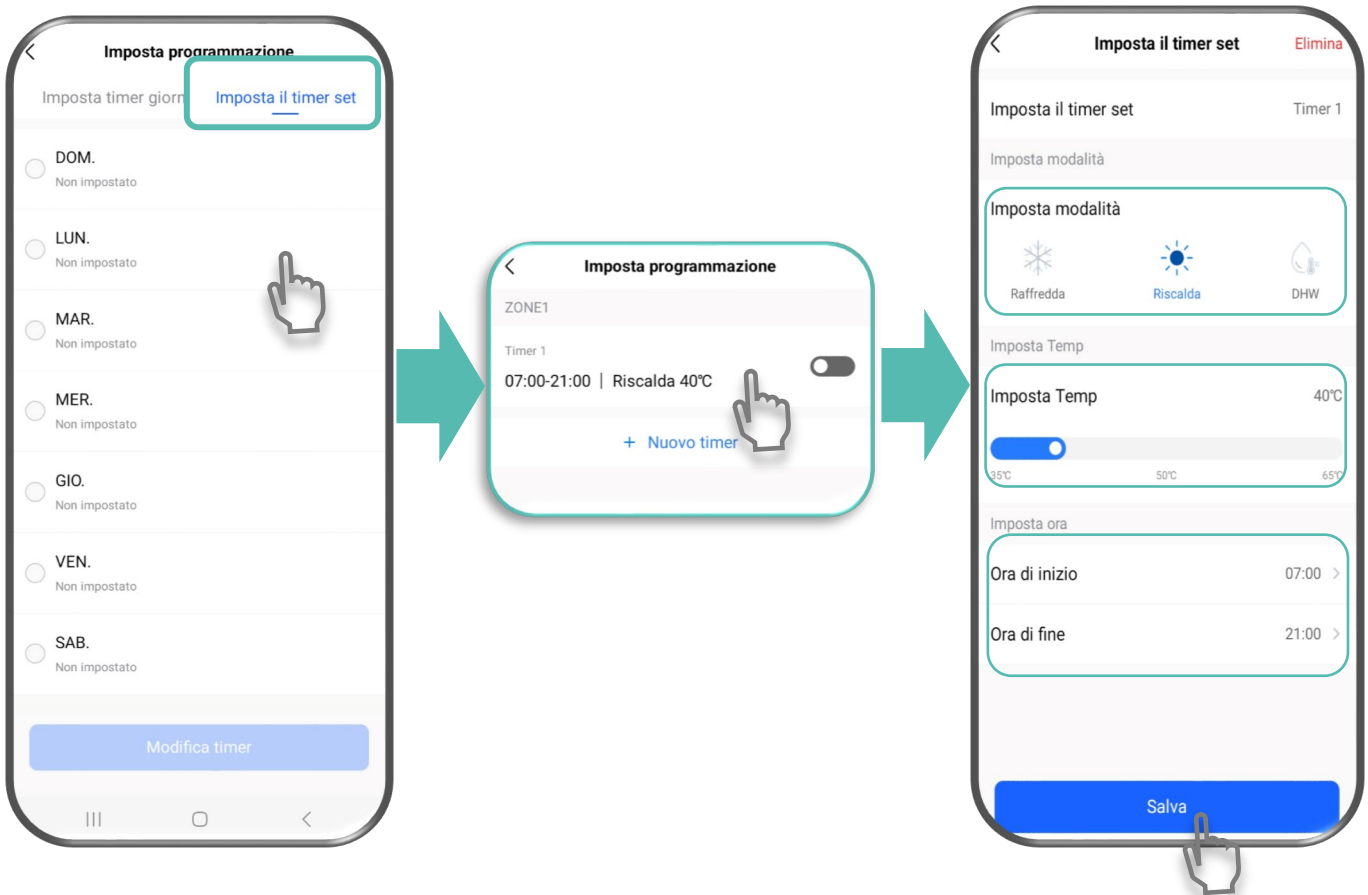 Imposta programmazione
Imposta timer giorn
Imposta il timer set
DOM.
Non impostato
LUN.
Non impostato
MAR.
Non impostato
MER.
Non impostato
GIO.
Non impostato
VEN.
Non impostato
SAB.
Non impostato
Modifica timer
Imposta programmazione
ZONE1
Timer 1
07:00-21:00 | Riscalda 40℃
+ Nuovo timer
Imposta il timer set Elimina
Imposta il timer set Timer 1
Imposta modalità
Imposta modalità
Raffredda Riscalda DHW
Imposta Temp
Imposta Temp 40℃
35℃ 50℃ 65℃
Imposta ora
Ora di inizio 07:00
Ora di fine 21:00
Salva